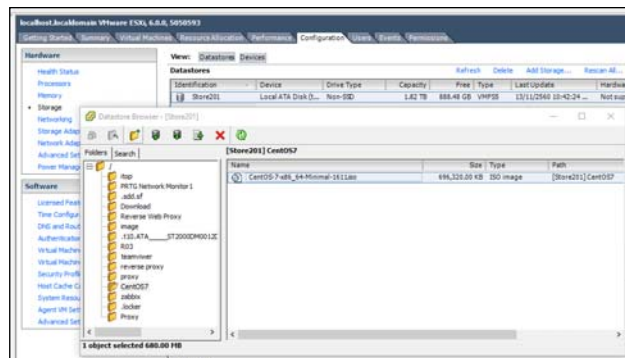 localhost.localdomain VMware ESXi, 6.0.0, 5050593
Getting Started Summary Virtual Machines Resource Allocation Performance Configuration Users Events Permissions
Hardware
Health Status
Processors
Memory
Storage
Networking
Storage Adap
Network Adap
Advanced Set
Power Manag
Software
Licensed Feat
Time Configur
DNS and Rout
Authentication
Virtual Machin
Virtual Machin
Security Profil
Host Cache C
System Resou
Agent VM Set
Advanced Set
View: Datastores Devices
Datastores
Refresh Delete Add Storage... Rescan All...
Identification Device Drive Type Capacity Free Type Last Update Hardwa
Store201 Local ATA Disk (t... Non-SSD 1.82 TB 888.48 GB VMFS5 13/11/2560 10:42:24 ... Not sup
Datastore Browser - [Store201]
Folders Search
[Store201] CentOS7
/
itop
PRTG Network Monitor1
.sdd.sf
Download
Reverse Web Proxy
image
.t10.ATA_____ST2000DM0012
R03
teamviwer
reverse proxy
proxy
CentOS7
zabbix
.locker
Proxy
Name Size Type Path
CentOS-7-x86_64-Minimal-1611.iso 696,320.00 KB ISO image [Store201] CentOS7
1 object selected 680.00 MB